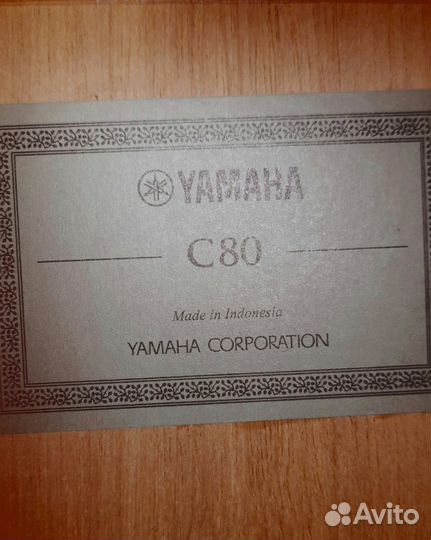 YAMAHA
C80
Made in Indonesia
YAMAHA CORPORATION
Avito